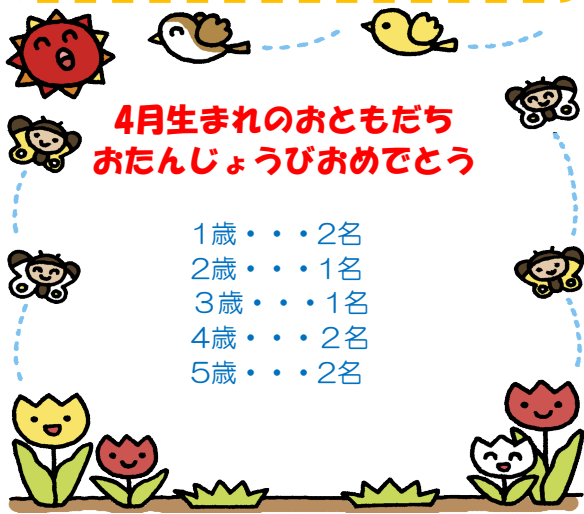 4月生まれのおともだち
おたんじょうびおめでとう
1歳・・・2名
2歳・・・1名
３歳・・・1名
4歳・・・２名
5歳・・・2名